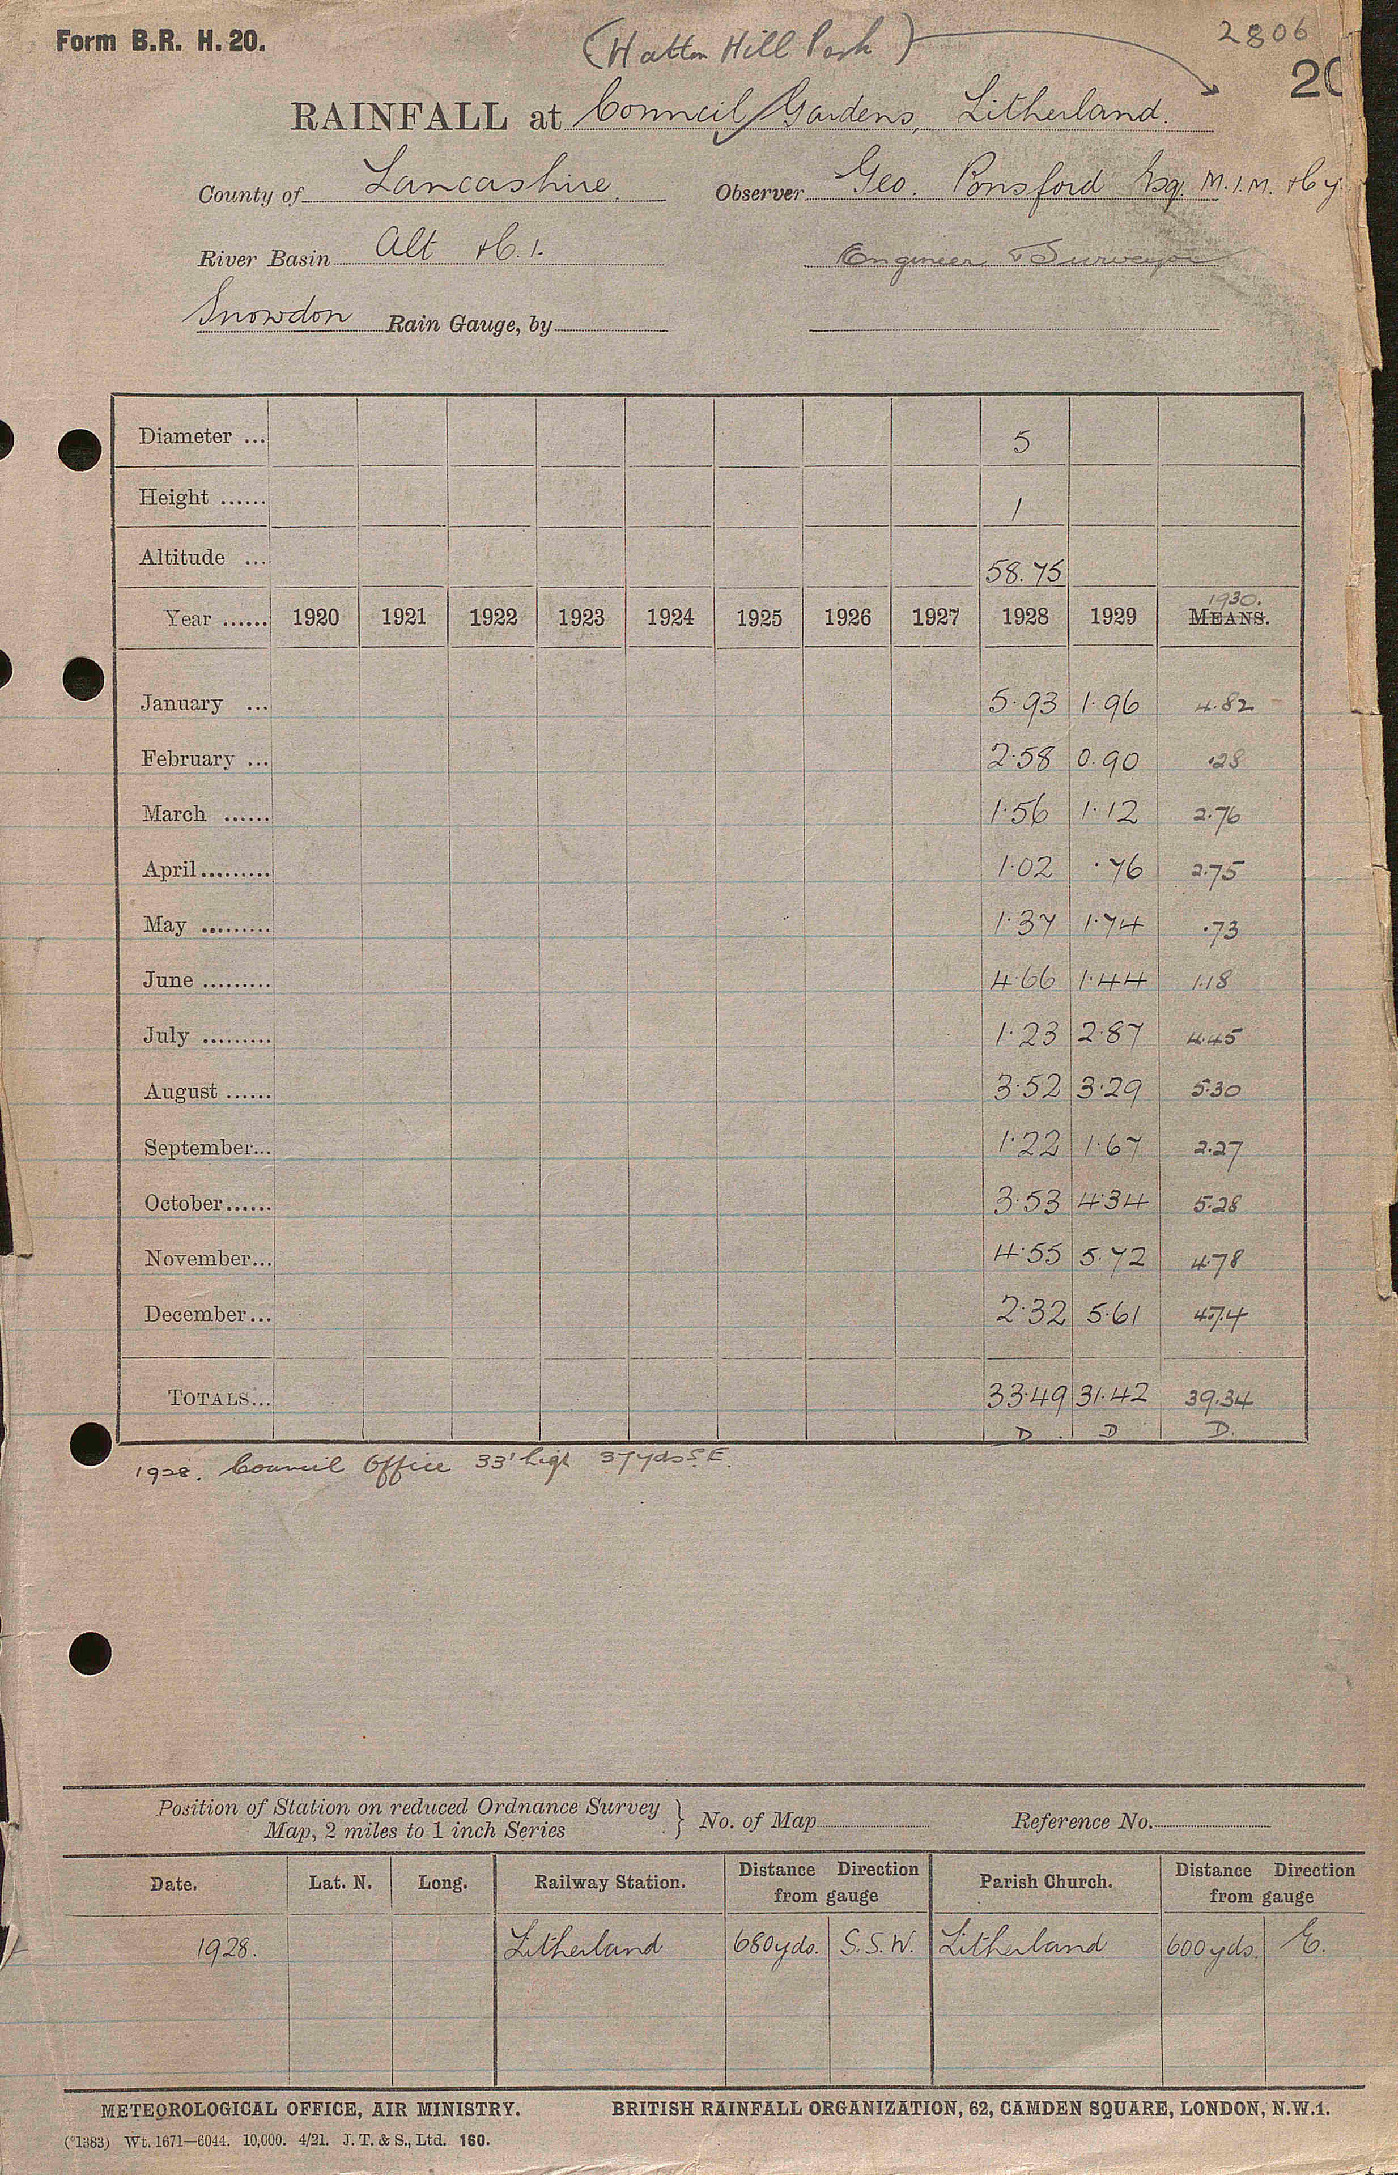 Form B.R. H. 20.
(Hatton Hill Park) 2806
20
RAINFALL at Council Gardens, Litherland.
County of Lancashire. Observer Geo. Ponsford Esq. M.I.M. & Cy
River Basin Alt &c. 1. Engineer & Surveyor
Snowdon Rain Gauge, by
Diameter ... 5
Height ...... 1
Altitude ... 58.75
1930.
Year ...... 1920 1921 1922 1923 1924 1925 1926 1927 1928 1929 MEANS.
January ... 5.93 1.96 4.82
February ... 2.58 0.90 .28
March ...... 1.56 1.12 2.76
April ......... 1.02 .76 2.75
May ......... 1.37 1.74 .73
June ......... 4.66 1.44 1.18
July ......... 1.23 2.87 4.45
August ...... 3.52 3.29 5.30
September... 1.22 1.67 2.27
October...... 3.53 4.34 5.28
November... 4.55 5.72 4.78
December... 2.32 5.61 4.74
TOTALS... 33.49 31.42 39.34
D D D.
1928. Council Office 33' high 37yds S.E.
Position of Station on reduced Ordnance Survey
Map, 2 miles to 1 inch Series } No. of Map Reference No.
Date. Lat. N. Long. Railway Station. Distance Direction from gauge Parish Church. Distance Direction from gauge
1928. Litherland 680yds. S.S.W. Litherland 600yds. E.
METEOROLOGICAL OFFICE, AIR MINISTRY. BRITISH RAINFALL ORGANIZATION, 62, CAMDEN SQUARE, LONDON, N.W.1.
(*1383) Wt. 1671—6044. 10,000. 4/21. J. T. & S., Ltd. 160.